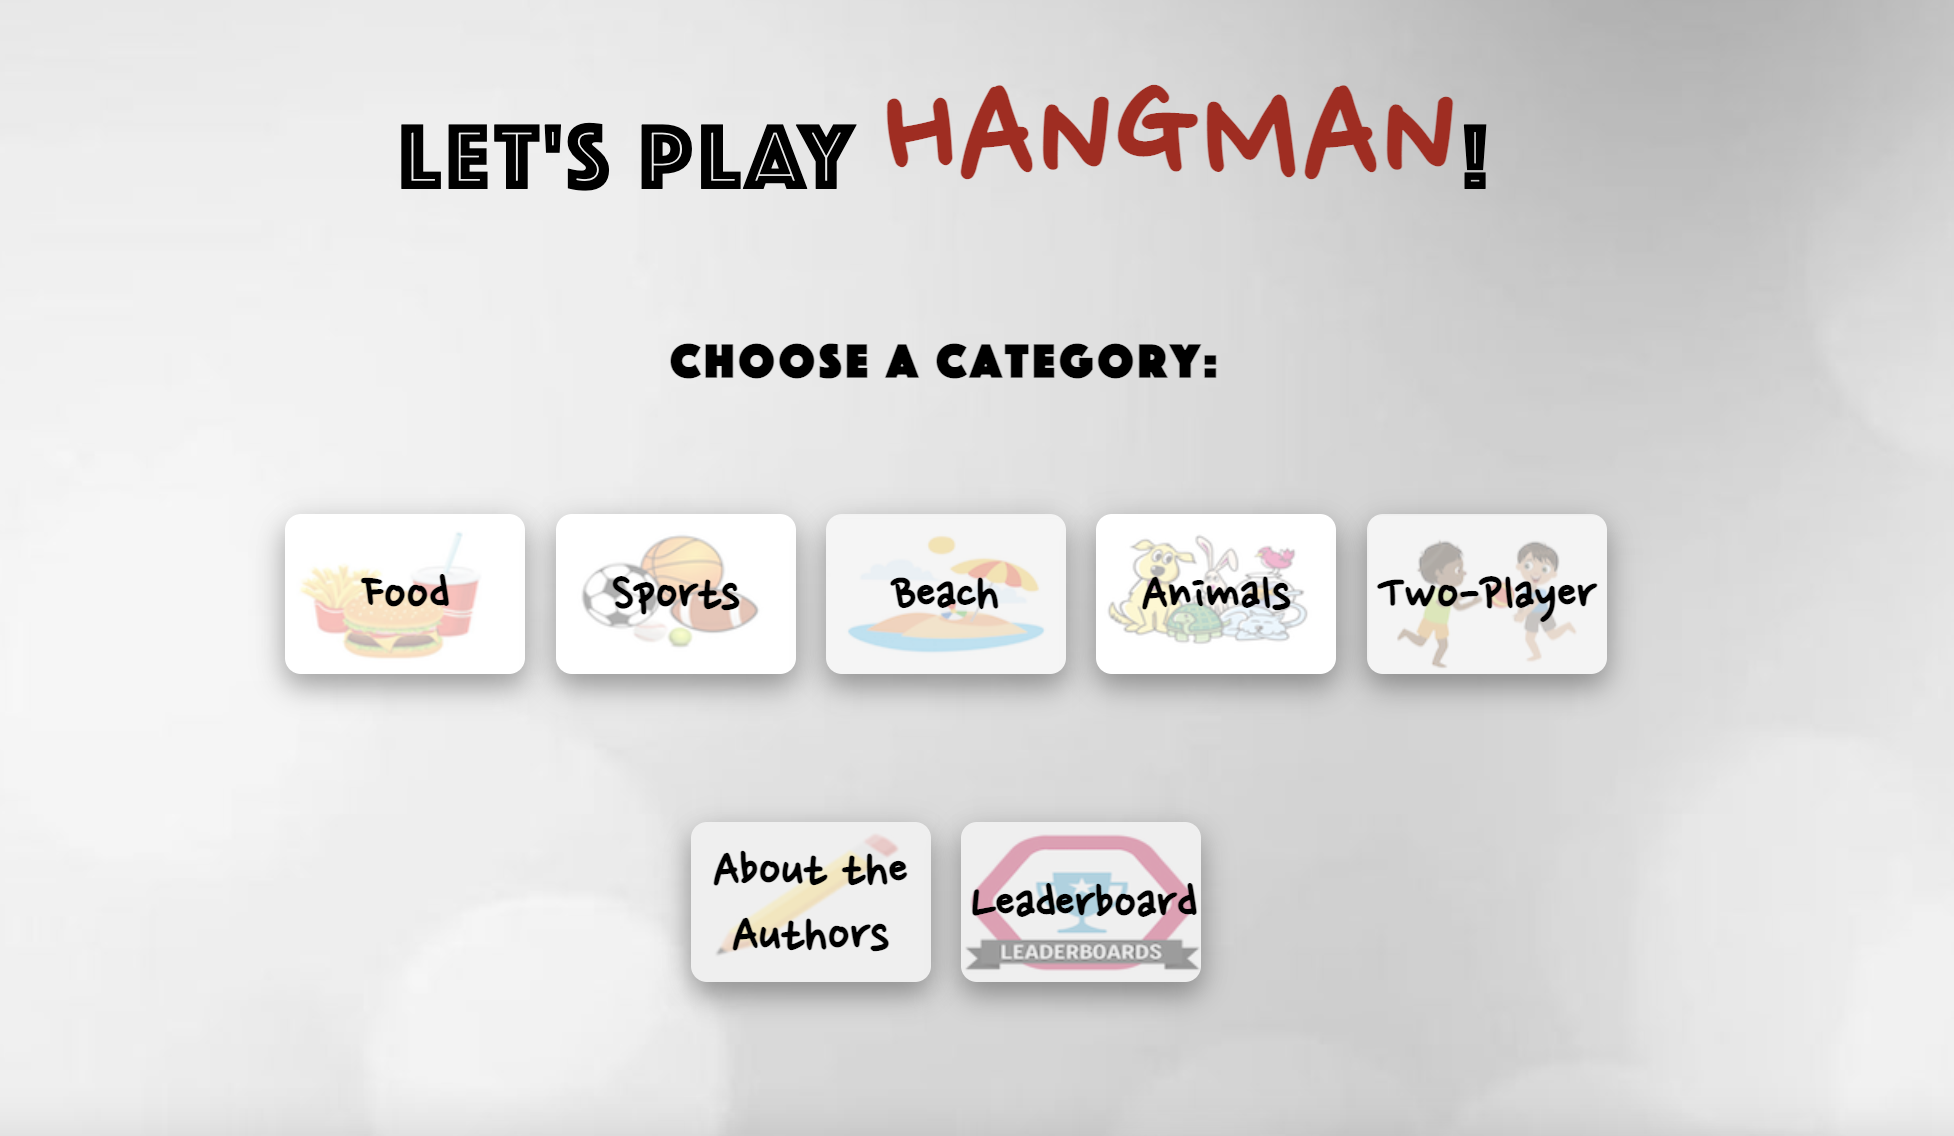 LET'S PLAY HANGMAN!
CHOOSE A CATEGORY:
Food
Sports
Beach
Animals
Two-Player
About the
Authors
Leaderboard
LEADERBOARDS